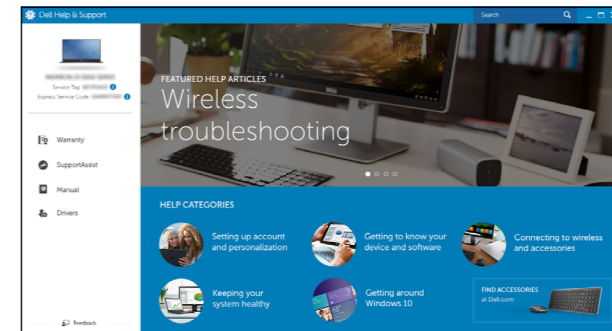 Dell Help & Support
Search
Service Tag
Express Service Code
Warranty
SupportAssist
Manual
Drivers
Feedback
FEATURED HELP ARTICLES
Wireless
troubleshooting
HELP CATEGORIES
Setting up account
and personalization
Getting to know your
device and software
Connecting to wireless
and accessories
Keeping your
system healthy
Getting around
Windows 10
FIND ACCESSORIES
at Dell.com